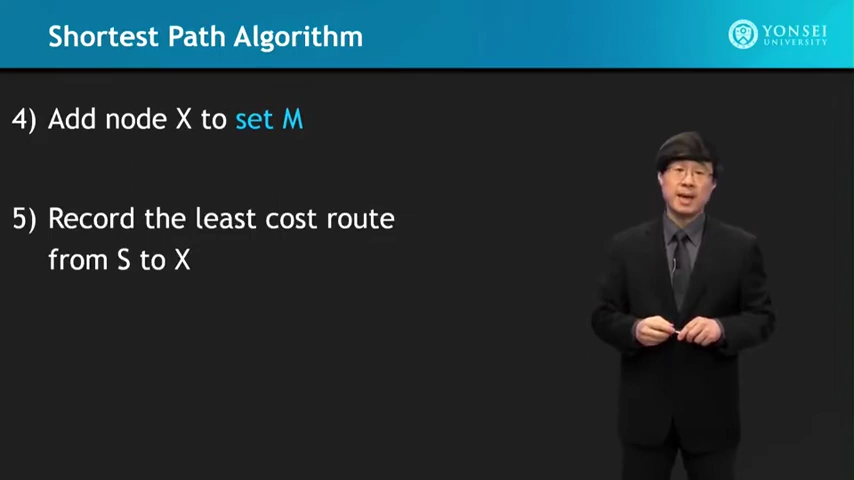 Shortest Path Algorithm
YONSEI
UNIVERSITY
4) Add node X to set M
5) Record the least cost route
from S to X